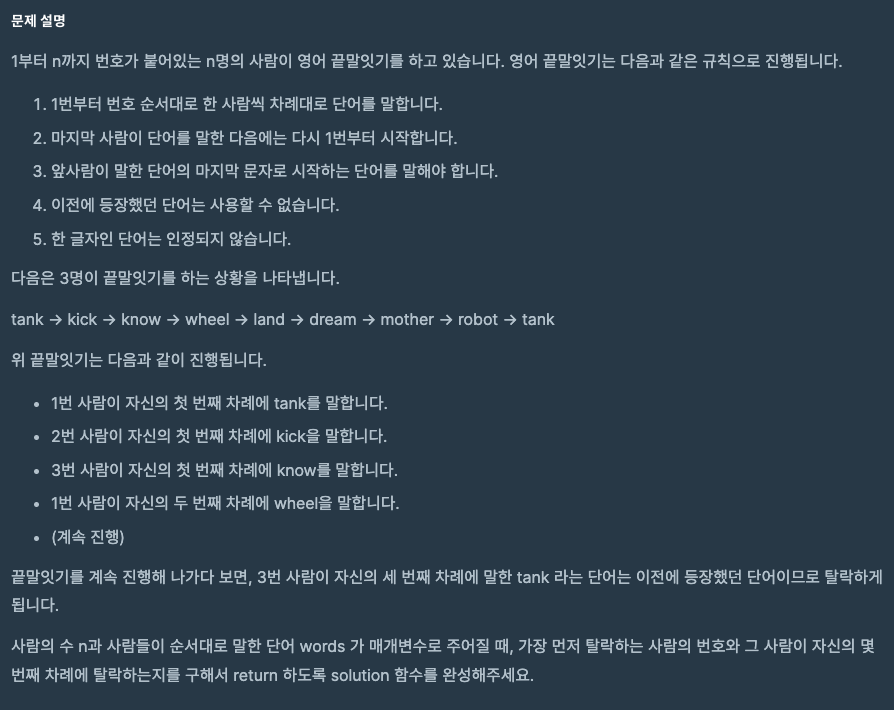 문제 설명
1부터 n까지 번호가 붙어있는 n명의 사람이 영어 끝말잇기를 하고 있습니다. 영어 끝말잇기는 다음과 같은 규칙으로 진행됩니다.
1. 1번부터 번호 순서대로 한 사람씩 차례대로 단어를 말합니다.
2. 마지막 사람이 단어를 말한 다음에는 다시 1번부터 시작합니다.
3. 앞사람이 말한 단어의 마지막 문자로 시작하는 단어를 말해야 합니다.
4. 이전에 등장했던 단어는 사용할 수 없습니다.
5. 한 글자인 단어는 인정되지 않습니다.
다음은 3명이 끝말잇기를 하는 상황을 나타냅니다.
tank → kick → know → wheel → land → dream → mother → robot → tank
위 끝말잇기는 다음과 같이 진행됩니다.
• 1번 사람이 자신의 첫 번째 차례에 tank를 말합니다.
• 2번 사람이 자신의 첫 번째 차례에 kick을 말합니다.
• 3번 사람이 자신의 첫 번째 차례에 know를 말합니다.
• 1번 사람이 자신의 두 번째 차례에 wheel을 말합니다.
• (계속 진행)
끝말잇기를 계속 진행해 나가다 보면, 3번 사람이 자신의 세 번째 차례에 말한 tank 라는 단어는 이전에 등장했던 단어이므로 탈락하게
됩니다.
사람의 수 n과 사람들이 순서대로 말한 단어 words 가 매개변수로 주어질 때, 가장 먼저 탈락하는 사람의 번호와 그 사람이 자신의 몇
번째 차례에 탈락하는지를 구해서 return 하도록 solution 함수를 완성해주세요.